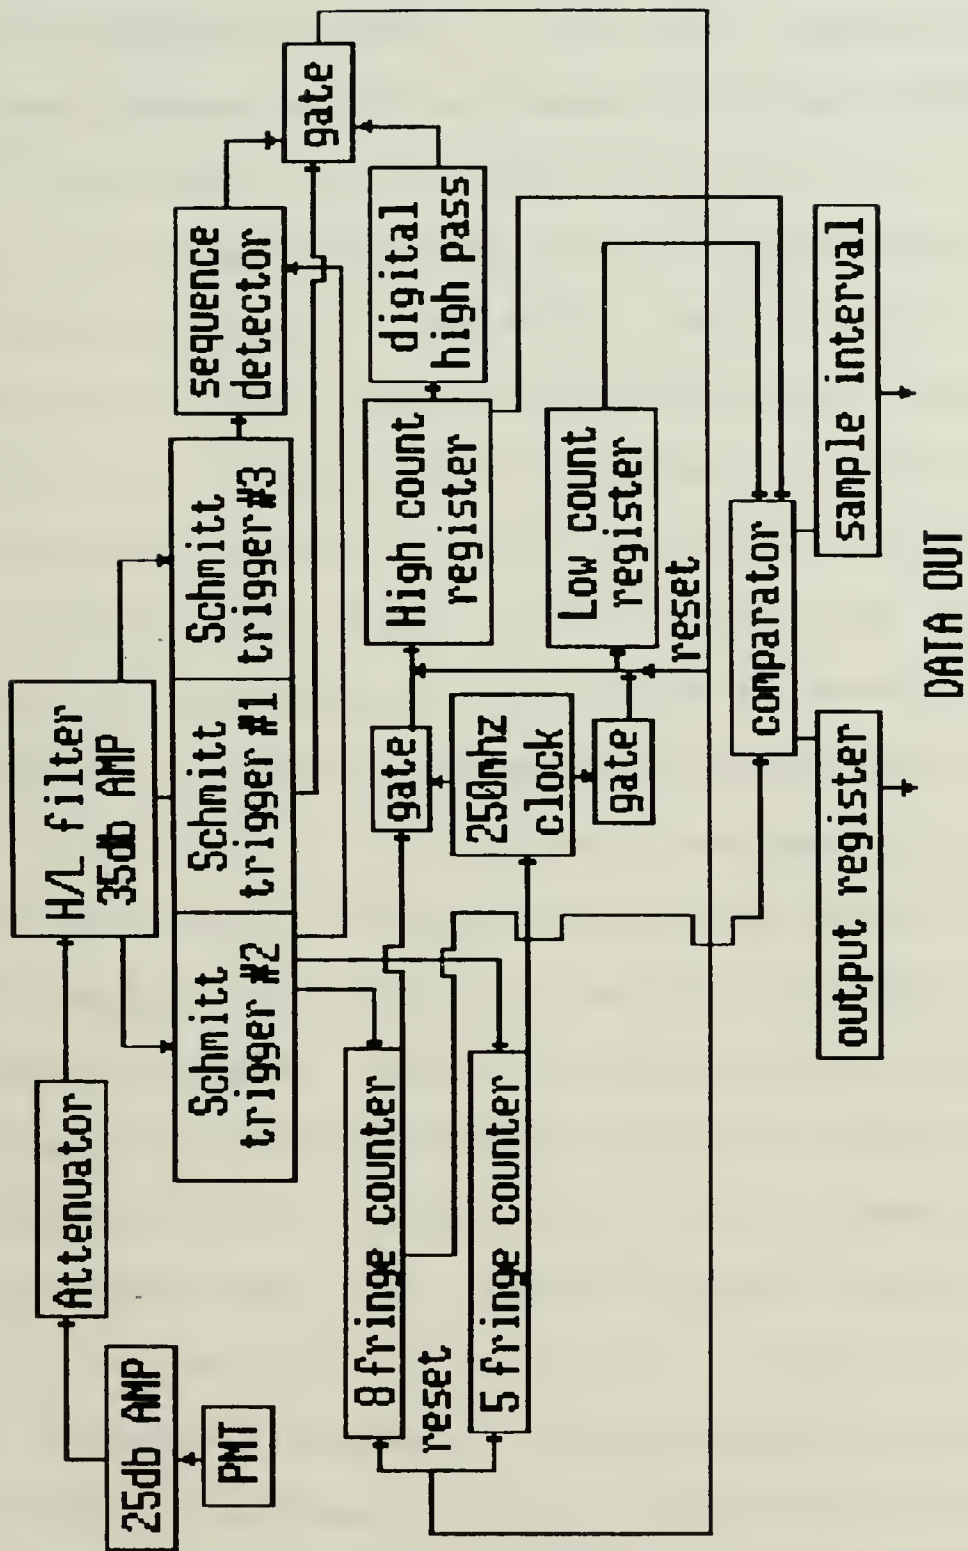 PMT
25db AMP
Attenuator
H/L filter
35db AMP
Schmitt
trigger #2
Schmitt
trigger #1
Schmitt
trigger#3
sequence
detector
gate
8 fringe counter
reset
5 fringe counter
gate
250mhz
clock
gate
High count
register
digital
high pass
Low count
register
reset
comparator
output register
sample interval
DATA OUT